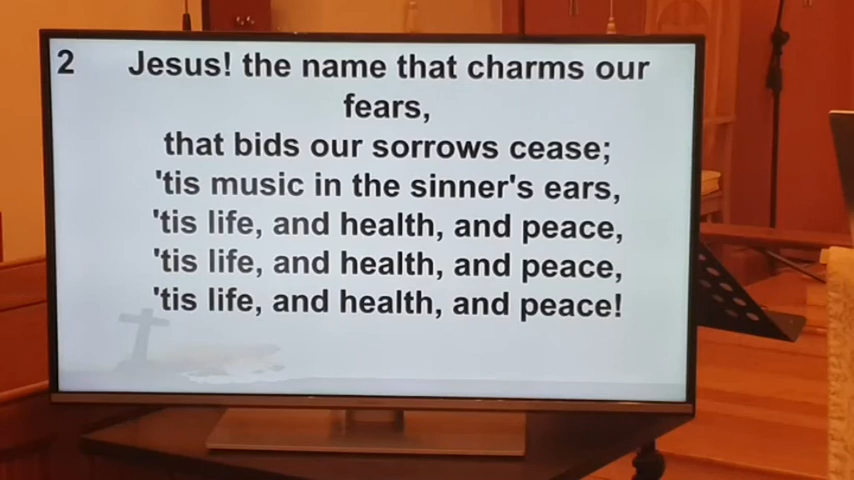 2
Jesus! the name that charms our
fears,
that bids our sorrows cease;
'tis music in the sinner's ears,
'tis life, and health, and peace,
'tis life, and health, and peace,
'tis life, and health, and peace!